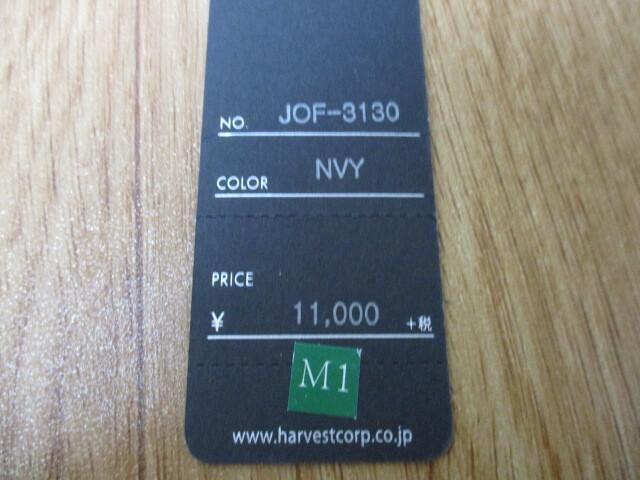 NO. JOF-3130
COLOR NVY
PRICE
¥ 11,000 +税
M1
www.harvestcorp.co.jp